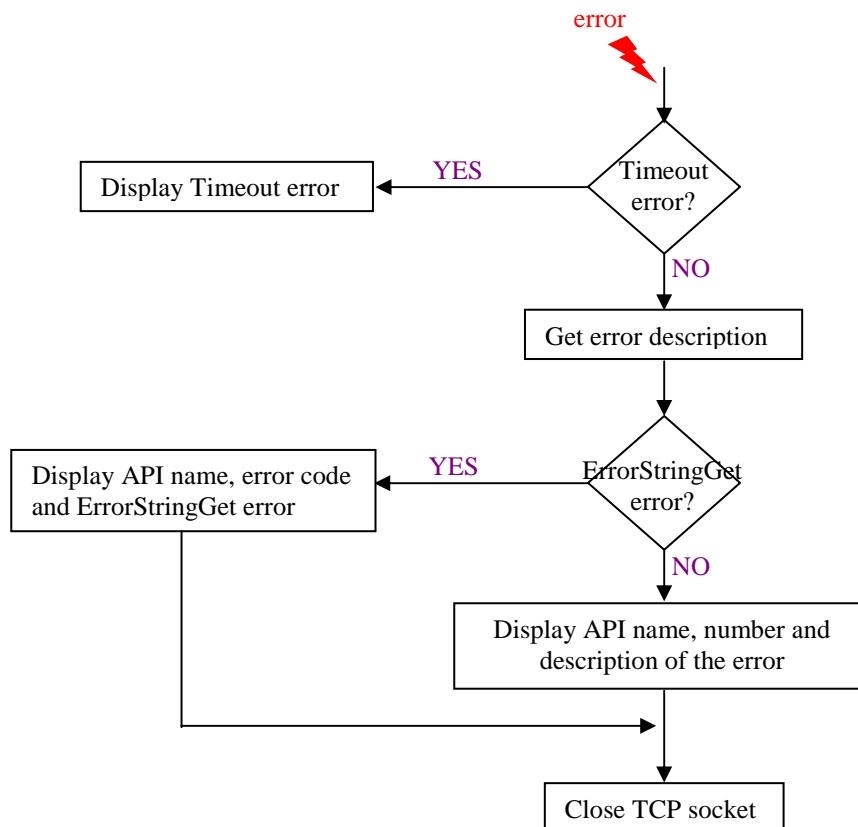 error
Timeout
error?
YES
Display Timeout error
NO
Get error description
ErrorStringGet
error?
YES
Display API name, error code
and ErrorStringGet error
NO
Display API name, number and
description of the error
Close TCP socket